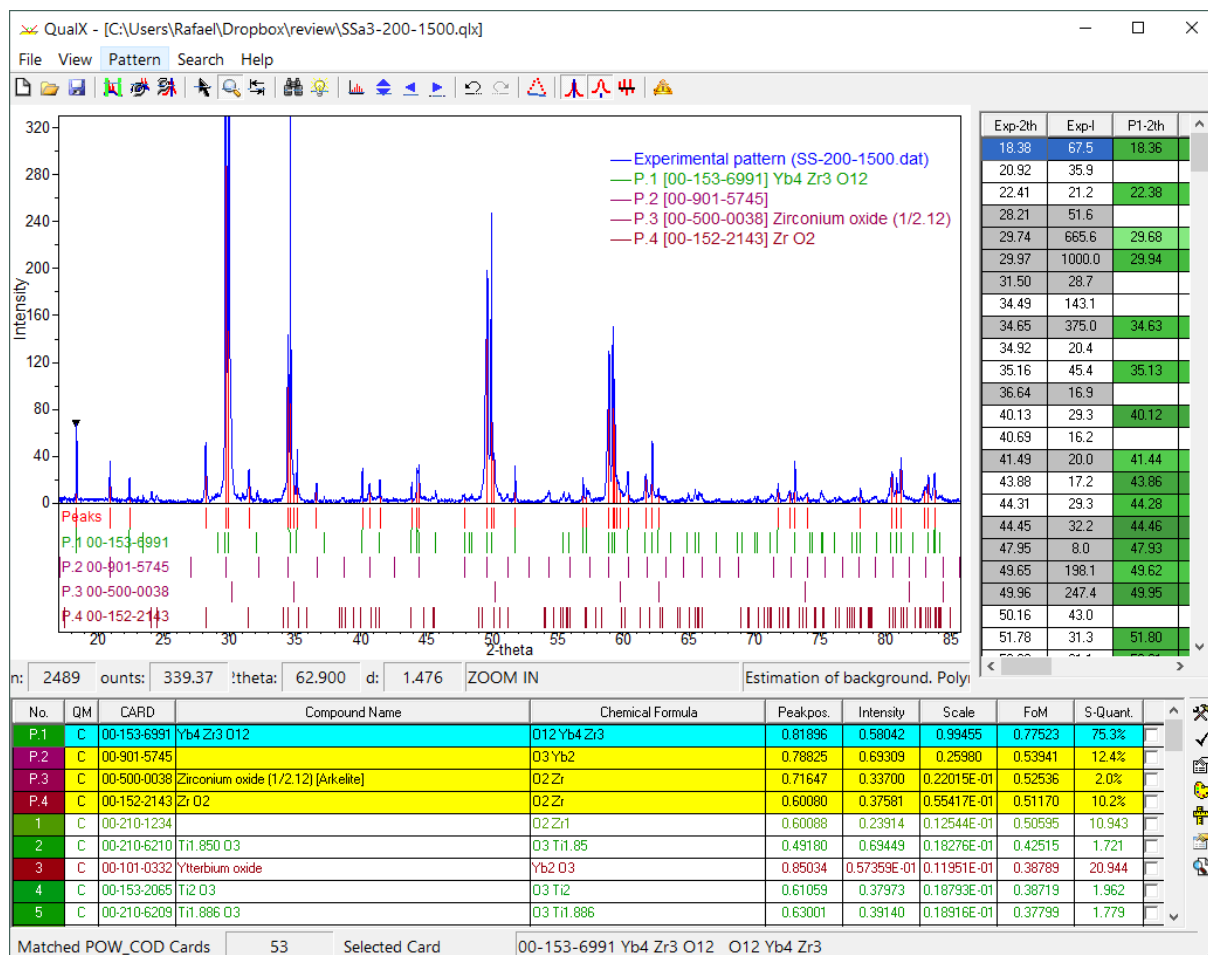 QualX - [C:\Users\Rafael\Dropbox\review\SSa3-200-1500.qlx]
File View Pattern Search Help
320
280
240
200
160
120
80
40
0
Intensity
Experimental pattern (SS-200-1500.dat)
P.1 [00-153-6991] Yb4 Zr3 O12
P.2 [00-901-5745]
P.3 [00-500-0038] Zirconium oxide (1/2.12)
P.4 [00-152-2143] Zr O2
Peaks
P.1 00-153-6991
P.2 00-901-5745
P.3 00-500-0038
P.4 00-152-2143
20 25 30 35 40 45 50 55 60 65 70 75 80 85
2-theta
Exp-2th Exp-I P1-2th
18.38 67.5 18.36
20.92 35.9
22.41 21.2 22.38
28.21 51.6
29.74 665.6 29.68
29.97 1000.0 29.94
31.50 28.7
34.49 143.1
34.65 375.0 34.63
34.92 20.4
35.16 45.4 35.13
36.64 16.9
40.13 29.3 40.12
40.69 16.2
41.49 20.0 41.44
43.88 17.2 43.86
44.31 29.3 44.28
44.45 32.2 44.46
47.95 8.0 47.93
49.65 198.1 49.62
49.96 247.4 49.95
50.16 43.0
51.78 31.3 51.80
n: 2489 ounts: 339.37 !theta: 62.900 d: 1.476 ZOOM IN Estimation of background. Polyn
No. QM CARD Compound Name Chemical Formula Peakpos. Intensity Scale FoM S-Quant.
P.1 C 00-153-6991 Yb4 Zr3 O12 O12 Yb4 Zr3 0.81896 0.58042 0.99455 0.77523 75.3%
P.2 C 00-901-5745 O3 Yb2 0.78825 0.69309 0.25980 0.53941 12.4%
P.3 C 00-500-0038 Zirconium oxide (1/2.12) [Arkelite] O2 Zr 0.71647 0.33700 0.22015E-01 0.52536 2.0%
P.4 C 00-152-2143 Zr O2 O2 Zr 0.60080 0.37581 0.55417E-01 0.51170 10.2%
1 C 00-210-1234 O2 Zr1 0.60088 0.23914 0.12544E-01 0.50595 10.943
2 C 00-210-6210 Ti1.850 O3 O3 Ti1.85 0.49180 0.69449 0.18276E-01 0.42515 1.721
3 C 00-101-0332 Ytterbium oxide Yb2 O3 0.85034 0.57359E-01 0.11951E-01 0.38789 20.944
4 C 00-153-2065 Ti2 O3 O3 Ti2 0.61059 0.37973 0.18793E-01 0.38719 1.962
5 C 00-210-6209 Ti1.886 O3 O3 Ti1.886 0.63001 0.39140 0.18916E-01 0.37799 1.779
Matched POW_COD Cards 53 Selected Card 00-153-6991 Yb4 Zr3 O12 O12 Yb4 Zr3